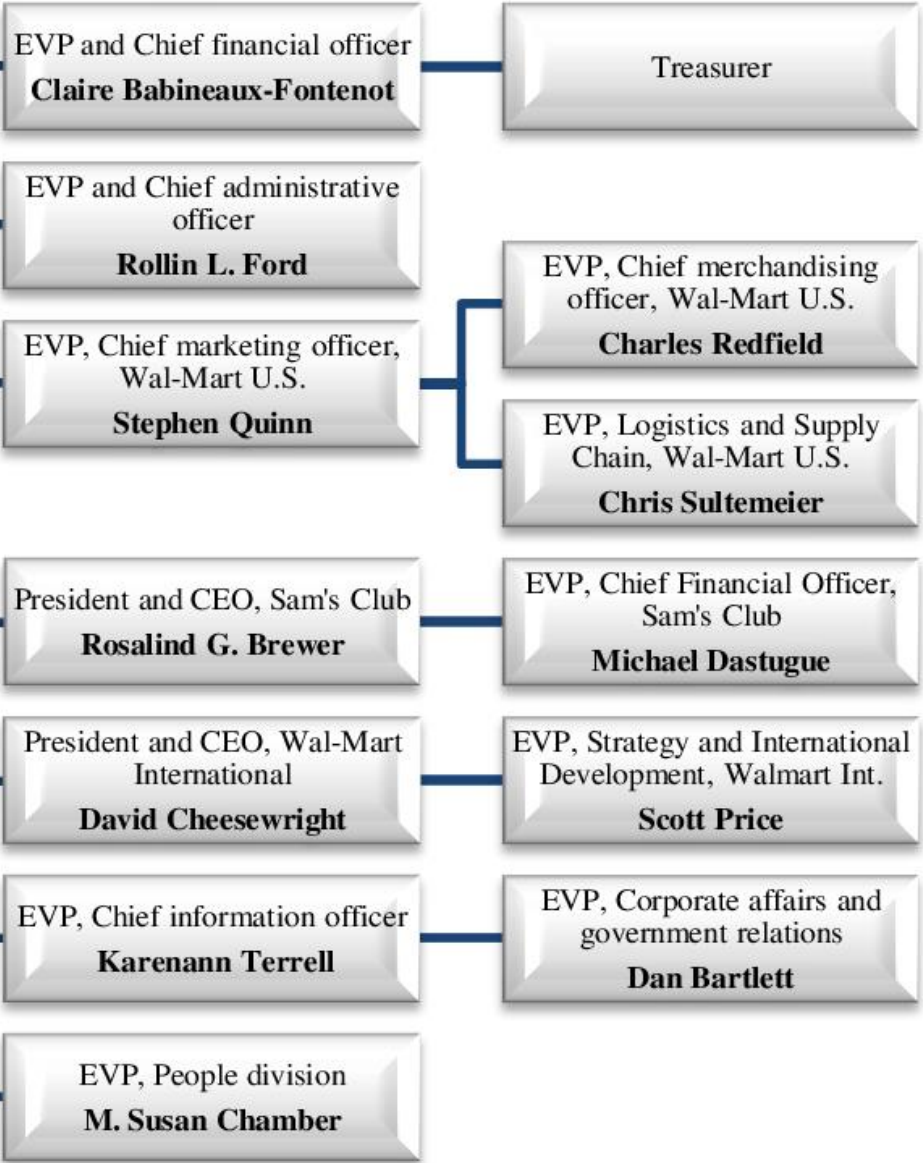 EVP and Chief financial officer
Claire Babineaux-Fontenot
Treasurer
EVP and Chief administrative
officer
Rollin L. Ford
EVP, Chief marketing officer,
Wal-Mart U.S.
Stephen Quinn
EVP, Chief merchandising
officer, Wal-Mart U.S.
Charles Redfield
EVP, Logistics and Supply
Chain, Wal-Mart U.S.
Chris Sultemeier
President and CEO, Sam's Club
Rosalind G. Brewer
EVP, Chief Financial Officer,
Sam's Club
Michael Dastugue
President and CEO, Wal-Mart
International
David Cheesewright
EVP, Strategy and International
Development, Walmart Int.
Scott Price
EVP, Chief information officer
Karenann Terrell
EVP, Corporate affairs and
government relations
Dan Bartlett
EVP, People division
M. Susan Chamber